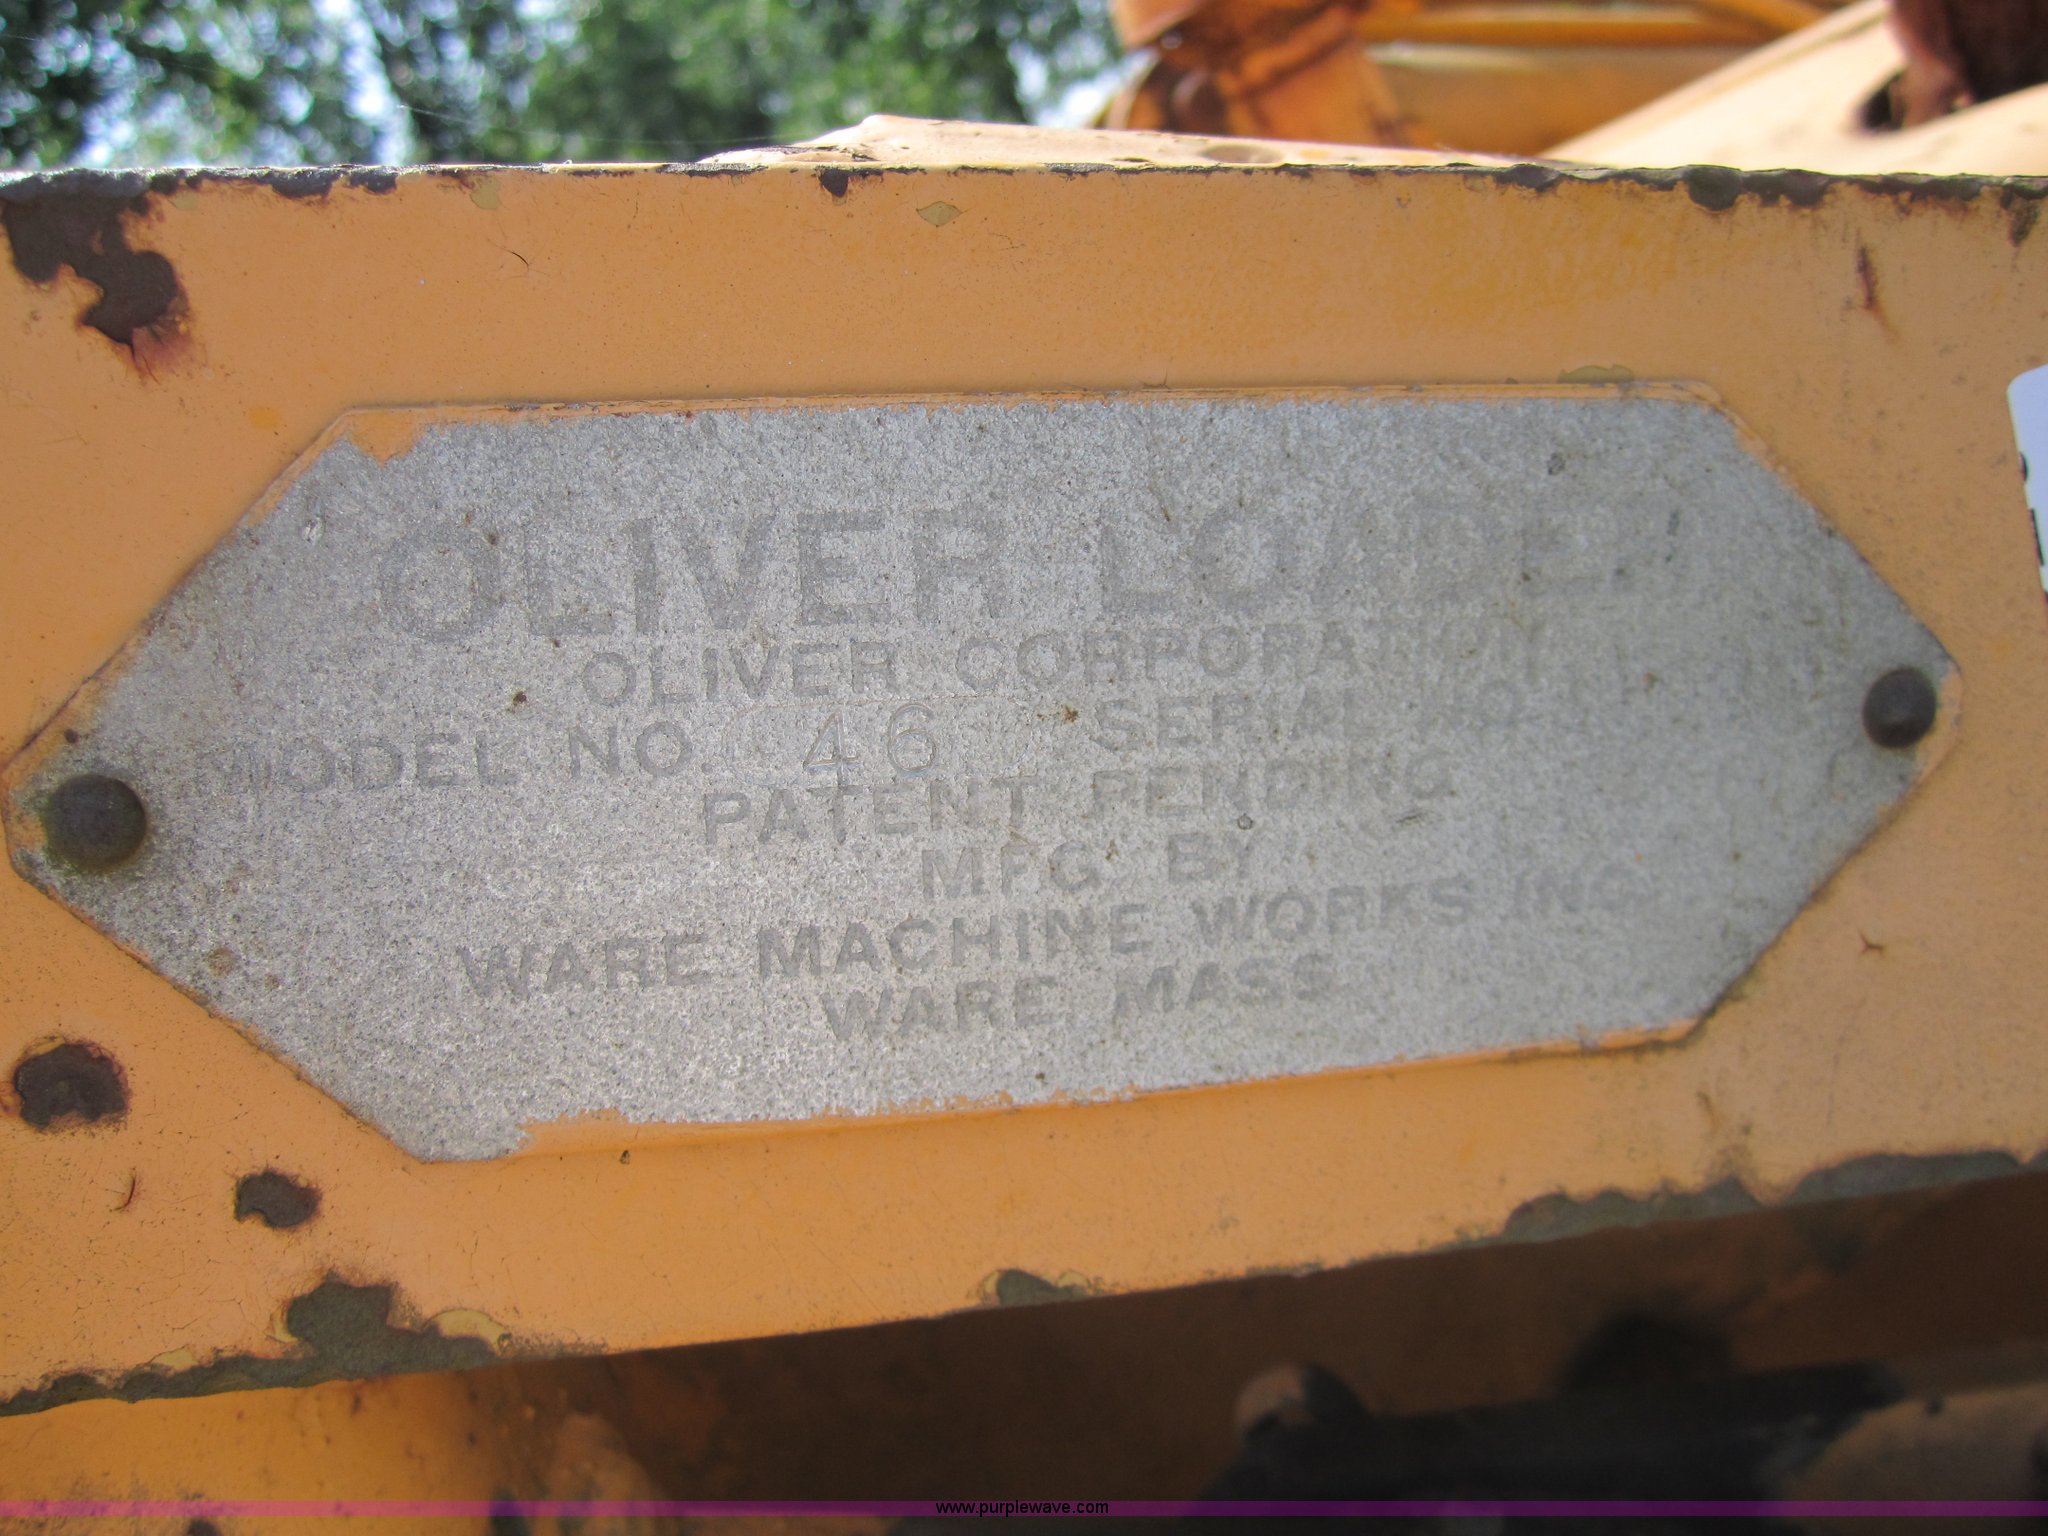 OLIVER LOADER
OLIVER CORPORATION
MODEL NO. 46 SERIAL NO.
PATENT PENDING
MFG BY
WARE MACHINE WORKS INC.
WARE, MASS.
www.purplewave.com